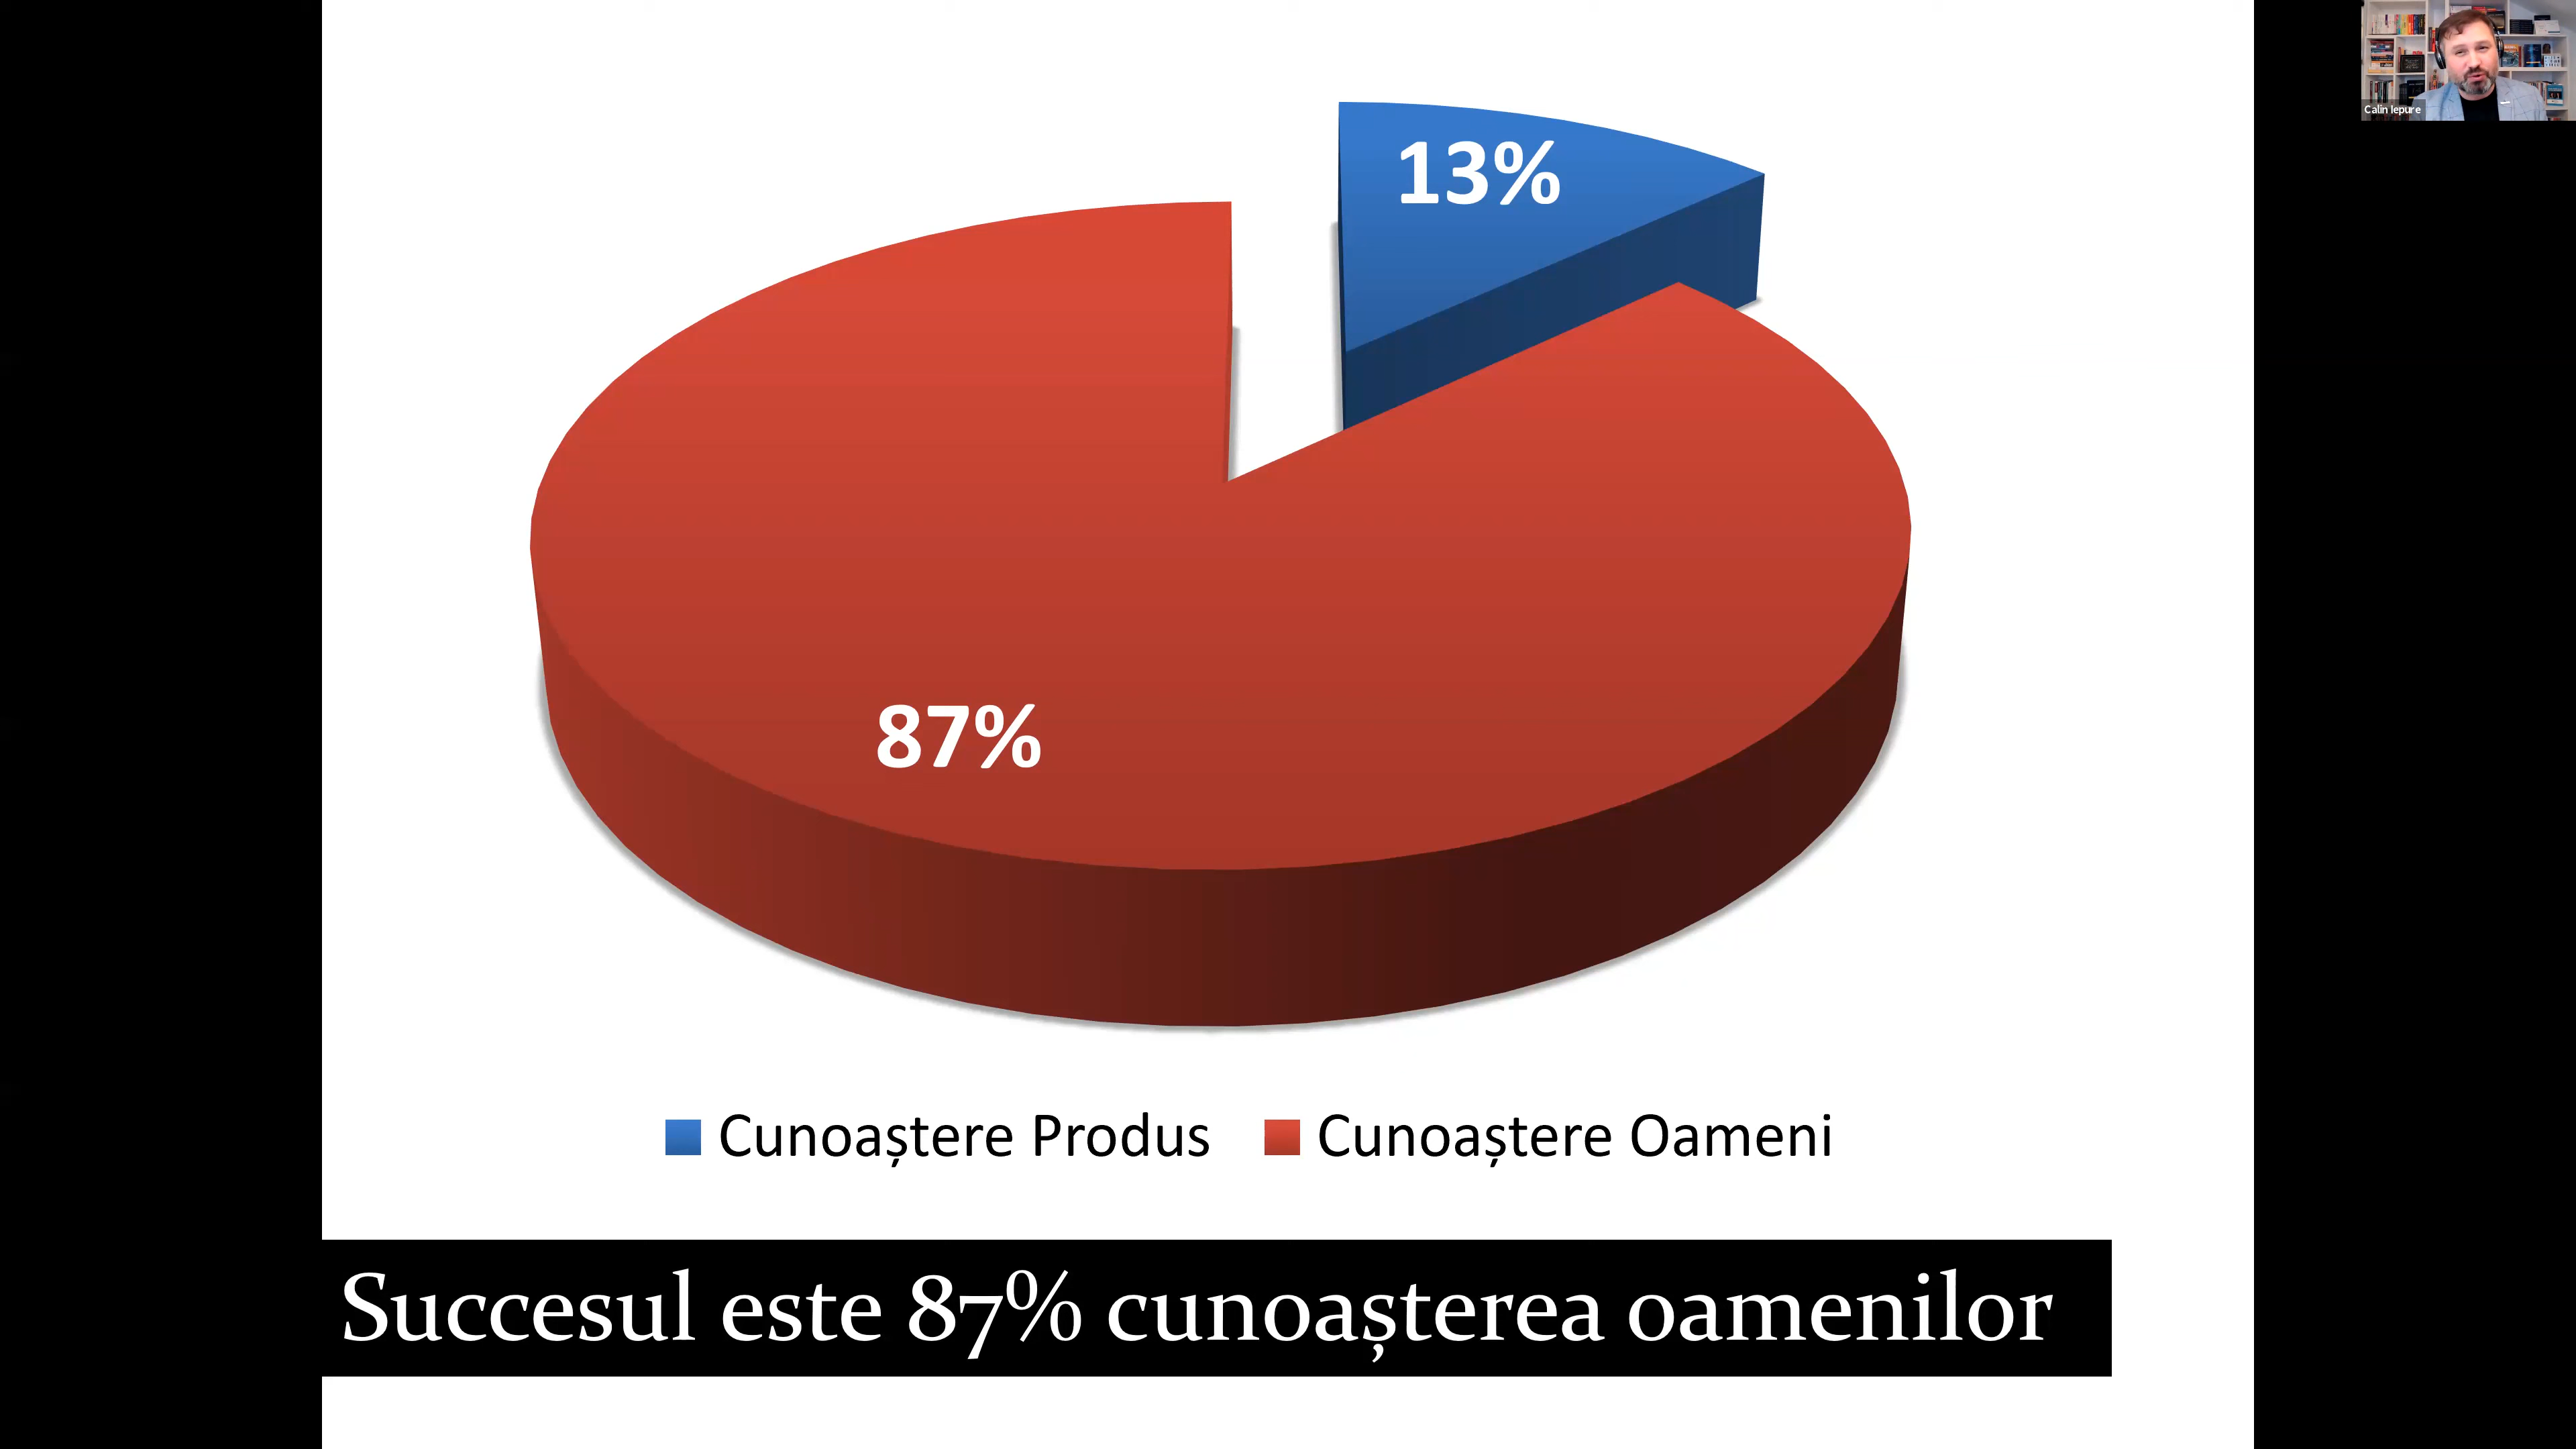 Calin Iepure
13%
87%
Cunoaștere Produs
Cunoaștere Oameni
Succesul este 87% cunoașterea oamenilor